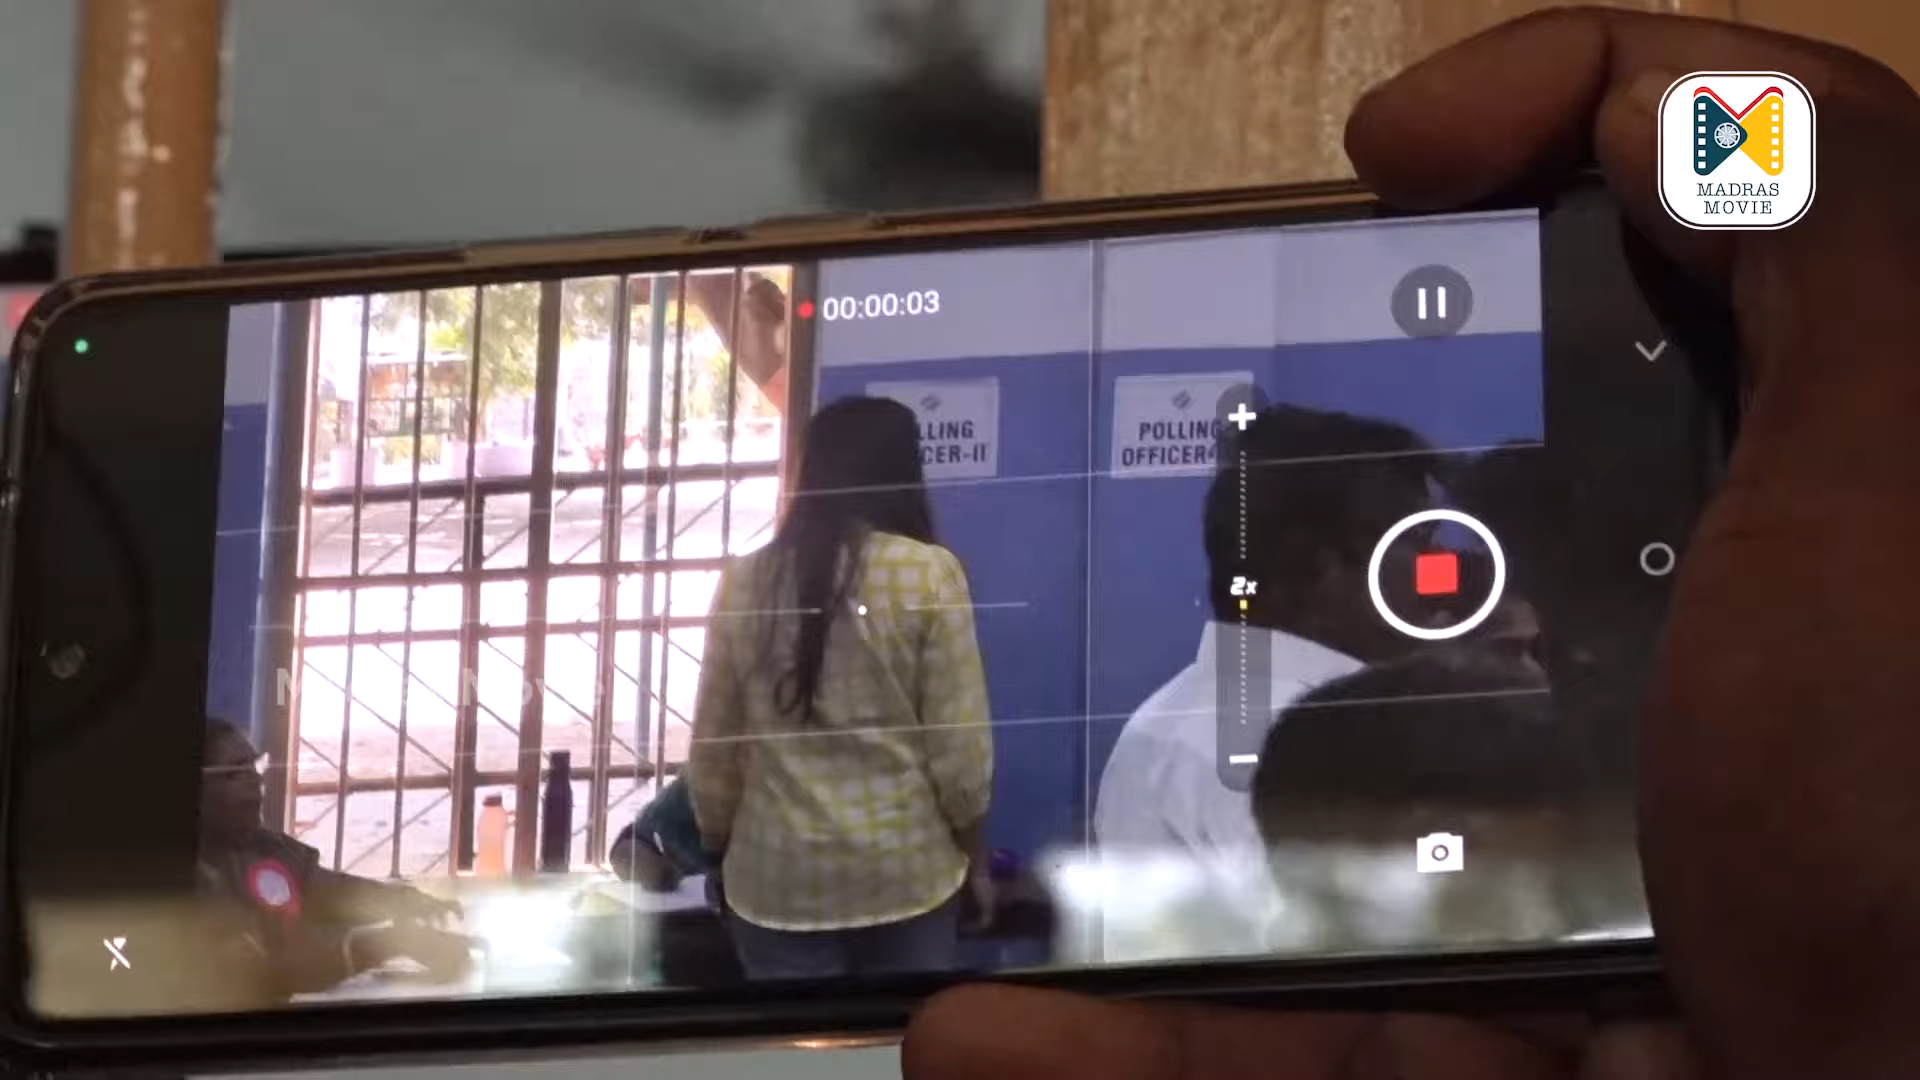 MADRAS
MOVIE
00:00:03
LLING
CER-II
POLLING
OFFICER
2x